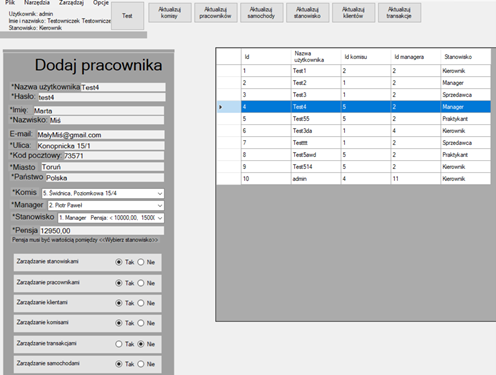 Plik Narzędzia Zarządzaj Opcje
Użytkownik: admin
Imie i nazwisko: Testowniczek Testownicze
Stanowisko: Kierownik
Test
Aktualizuj komisy
Aktualizuj pracowników
Aktualizuj samochody
Aktualizuj stanowisko
Aktualizuj klientów
Aktualizuj transakcje
Dodaj pracownika
*Nazwa użytkownika Test4
*Hasło: test4
*Imię: Marta
*Nazwisko: Miś
E-mail: MałyMiś@gmail.com
*Ulica: Konopnicka 15/1
*Kod pocztowy: 73571
*Miasto Toruń
*Państwo Polska
*Komis 5. Świdnica, Poziomkowa 15/4
*Manager 2. Piotr Paweł
*Stanowisko 1. Manager Pensja: < 10000,00, 1500
*Pensja 12950,00
Pensja musi być wartością pomiędzy <<Wybierz stanowisko>>
Zarządzanie stanowiskami Tak Nie
Zarządzanie pracownikami Tak Nie
Zarządzanie klientami Tak Nie
Zarządzanie komisami Tak Nie
Zarządzanie transakcjami Tak Nie
Zarządzanie samochodami Tak Nie
Id Nazwa użytkownika Id komisu Id managera Stanowisko
1 Test1 2 2 Kierownik
2 Test2 1 2 Manager
3 Test3 1 2 Sprzedawca
4 Test4 5 2 Manager
5 Test55 5 2 Praktykant
6 Test3da 1 4 Kierownik
7 Testttt 1 2 Sprzedawca
8 Test5awd 5 2 Praktykant
9 Test514 5 2 Kierownik
10 admin 4 11 Kierownik